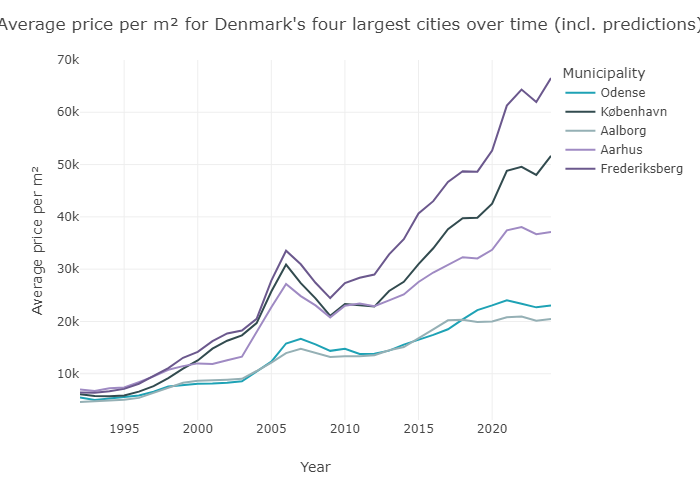 Average price per m² for Denmark's four largest cities over time (incl. predictions)
70k
60k
50k
40k
30k
20k
10k
Average price per m²
1995
2000
2005
2010
2015
2020
Year
Municipality
Odense
København
Aalborg
Aarhus
Frederiksberg